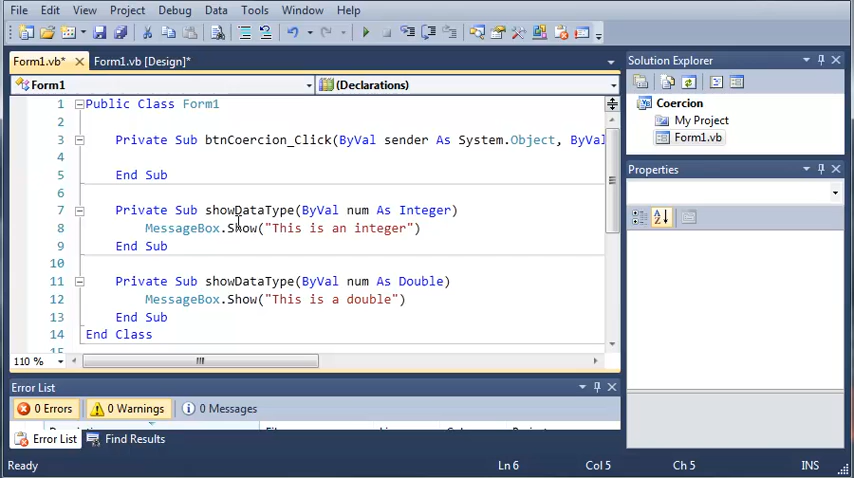 File Edit View Project Debug Data Tools Window Help
Form1.vb* Form1.vb [Design]*
Form1 (Declarations)
1 Public Class Form1
2
3 Private Sub btnCoercion_Click(ByVal sender As System.Object, ByVal
4
5 End Sub
6
7 Private Sub showDataType(ByVal num As Integer)
8 MessageBox.Show("This is an integer")
9 End Sub
10
11 Private Sub showDataType(ByVal num As Double)
12 MessageBox.Show("This is a double")
13 End Sub
14 End Class
15
110 %
Error List
0 Errors 0 Warnings 0 Messages
Error List Find Results
Ready Ln 6 Col 5 Ch 5 INS
Solution Explorer
Coercion
My Project
Form1.vb
Properties